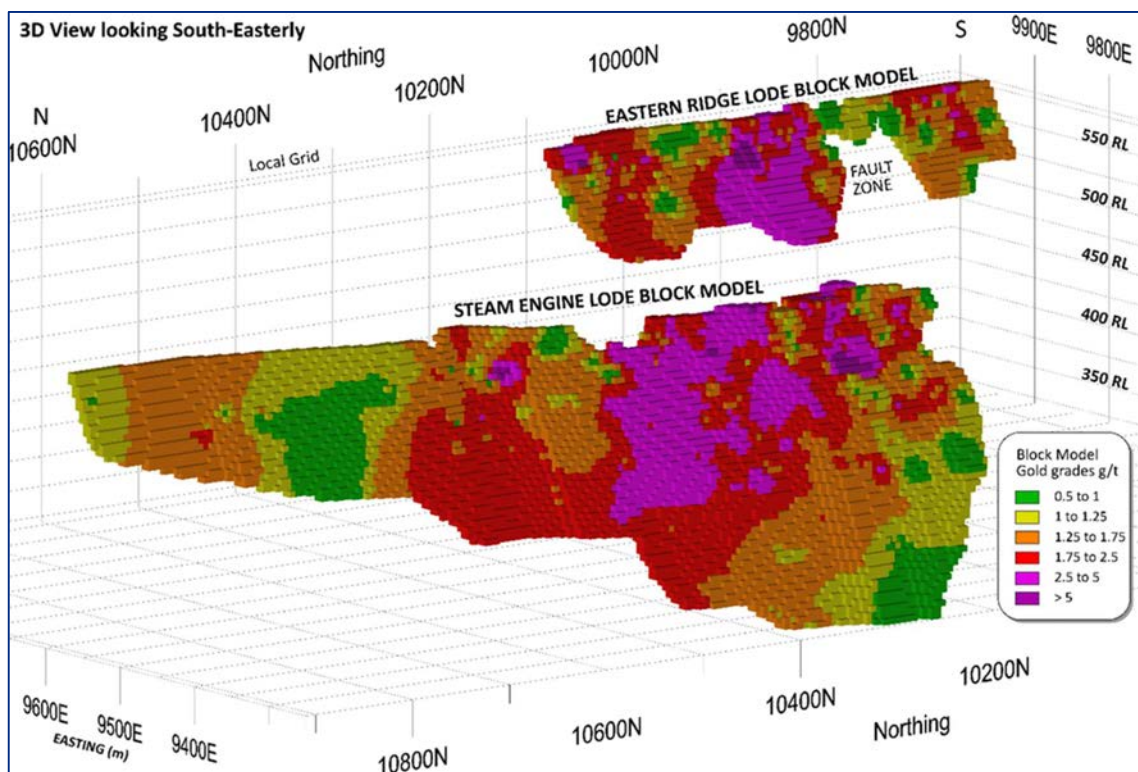 3D View looking South-Easterly
Northing
N
10600N
10400N
10200N
10000N
9800N
S
9900E
9800E
Local Grid
EASTERN RIDGE LODE BLOCK MODEL
FAULT
ZONE
550 RL
500 RL
450 RL
400 RL
350 RL
STEAM ENGINE LODE BLOCK MODEL
Block Model
Gold grades g/t
0.5 to 1
1 to 1.25
1.25 to 1.75
1.75 to 2.5
2.5 to 5
> 5
9600E
9500E
9400E
EASTING (m)
10800N
10600N
10400N
10200N
Northing